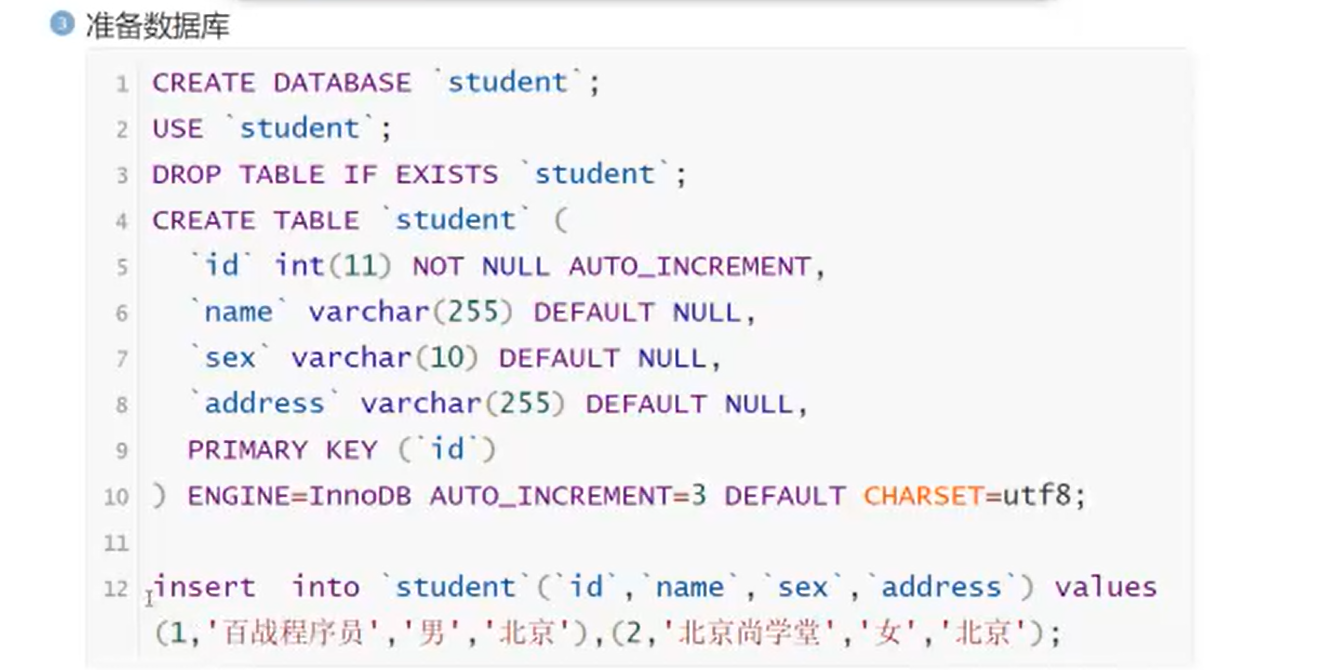 3 准备数据库
1 CREATE DATABASE `student`;
2 USE `student`;
3 DROP TABLE IF EXISTS `student`;
4 CREATE TABLE `student` (
5 `id` int(11) NOT NULL AUTO_INCREMENT,
6 `name` varchar(255) DEFAULT NULL,
7 `sex` varchar(10) DEFAULT NULL,
8 `address` varchar(255) DEFAULT NULL,
9 PRIMARY KEY (`id`)
10 ) ENGINE=InnoDB AUTO_INCREMENT=3 DEFAULT CHARSET=utf8;
11
12 insert  into `student`(`id`,`name`,`sex`,`address`) values
(1,'百战程序员','男','北京'),(2,'北京尚学堂','女','北京');